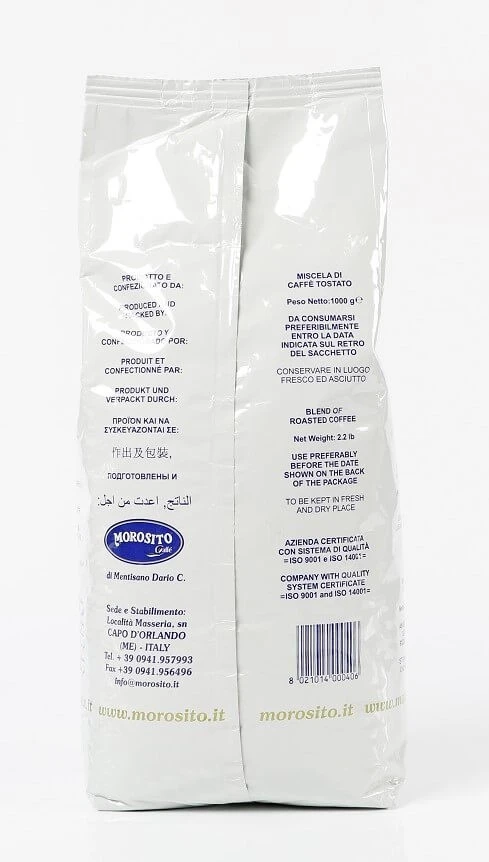 PRODOTTO E
CONFEZIONATO DA:
PRODUCED AND
PACKED BY:
PRODUCTO Y
POR:
PRODUIT ET
CONFECTIONNÉ PAR:
PRODUKT UND
VERPACKT DURCH:
ΠΡΟΪΟΝ ΚΑΙ ΝΑ
ΣΥΣΚΕΥΑΖΟΝΤΑΙ ΣΕ:
作出及包裝,
ПОДГОТОВЛЕНЫ И
الناتج، اعدت من اجل:
MOROSITO
Caffè
di Mentisano Dario C.
Sede e Stabilimento:
Località Masseria, sn
CAPO D'ORLANDO
(ME) - ITALY
Tel. + 39 0941.957993
Fax +39 0941.956496
info@morosito.it
MISCELA DI
CAFFÈ TOSTATO
Peso Netto:1000 g ℮
DA CONSUMARSI
PREFERIBILMENTE
ENTRO LA DATA
INDICATA SUL RETRO
DEL SACCHETTO
CONSERVARE IN LUOGO
FRESCO ED ASCIUTTO
BLEND OF
ROASTED COFFEE
Net Weight: 2.2 lb
USE PREFERABLY
BEFORE THE DATE
SHOWN ON THE BACK
OF THE PACKAGE
TO BE KEPT IN FRESH
AND DRY PLACE
AZIENDA CERTIFICATA
CON SISTEMA DI QUALITÀ
=ISO 9001 e ISO 14001=
COMPANY WITH QUALITY
SYSTEM CERTIFICATE
=ISO 9001 and ISO 14001=
8 021014 000406
it www.morosito.it morosito.it www.